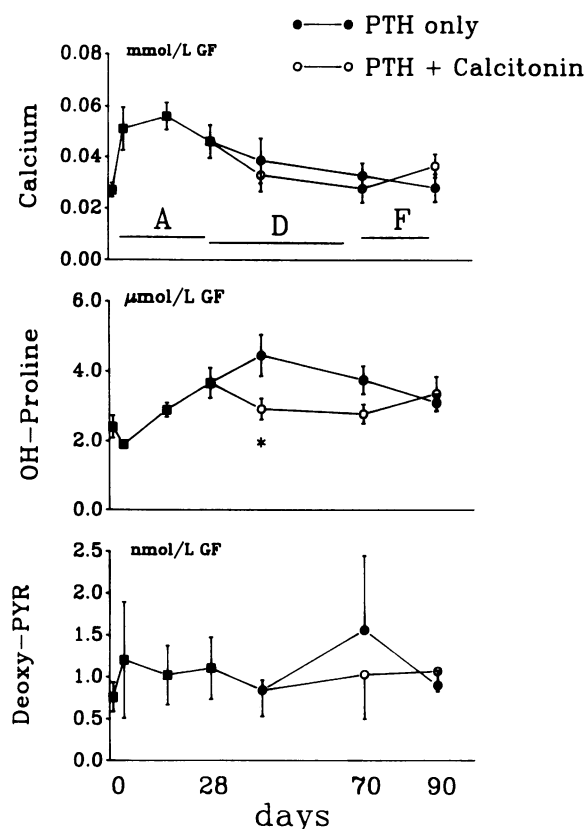 PTH only
PTH + Calcitonin
mmol/L GF
Calcium
0.08
0.06
0.04
0.02
0.00
A
D
F
μmol/L GF
OH-Proline
6.0
4.0
2.0
0.0
*
nmol/L GF
Deoxy-PYR
2.5
2.0
1.5
1.0
0.5
0.0
0 28 70 90
days